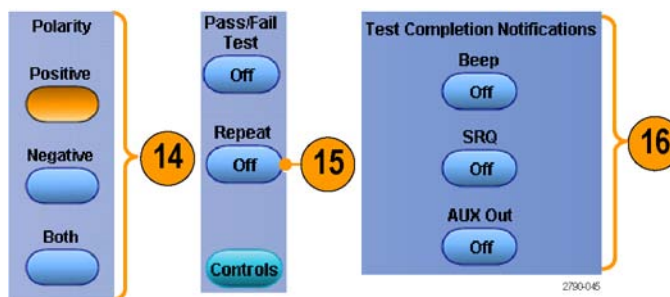 Polarity
Positive
Negative
Both
14
Pass/Fail
Test
Off
Repeat
Off
15
Controls
Test Completion Notifications
Beep
Off
SRQ
Off
AUX Out
Off
16
2790-045